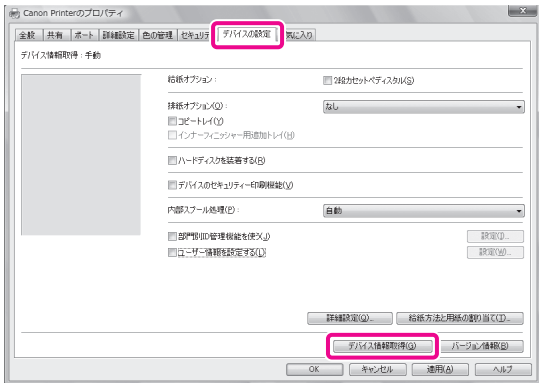 Canon Printerのプロパティ
全般 共有 ポート 詳細設定 色の管理 セキュリテ デバイスの設定 気に入り
デバイス情報取得：手動
給紙オプション：
2段カセットペディスタル(S)
排紙オプション(O)：
なし
コピートレイ(Y)
インナーフィニッシャー用追加トレイ(H)
ハードディスクを装着する(R)
デバイスのセキュリティー印刷機能(V)
内部スプール処理(P)：
自動
部門別ID管理機能を使う(J)
設定(I)...
ユーザー情報を設定する(L)
設定(W)...
詳細設定(Q)...
給紙方法と用紙の割り当て(T)...
デバイス情報取得(G)
バージョン情報(B)
OK
キャンセル
適用(A)
ヘルプ